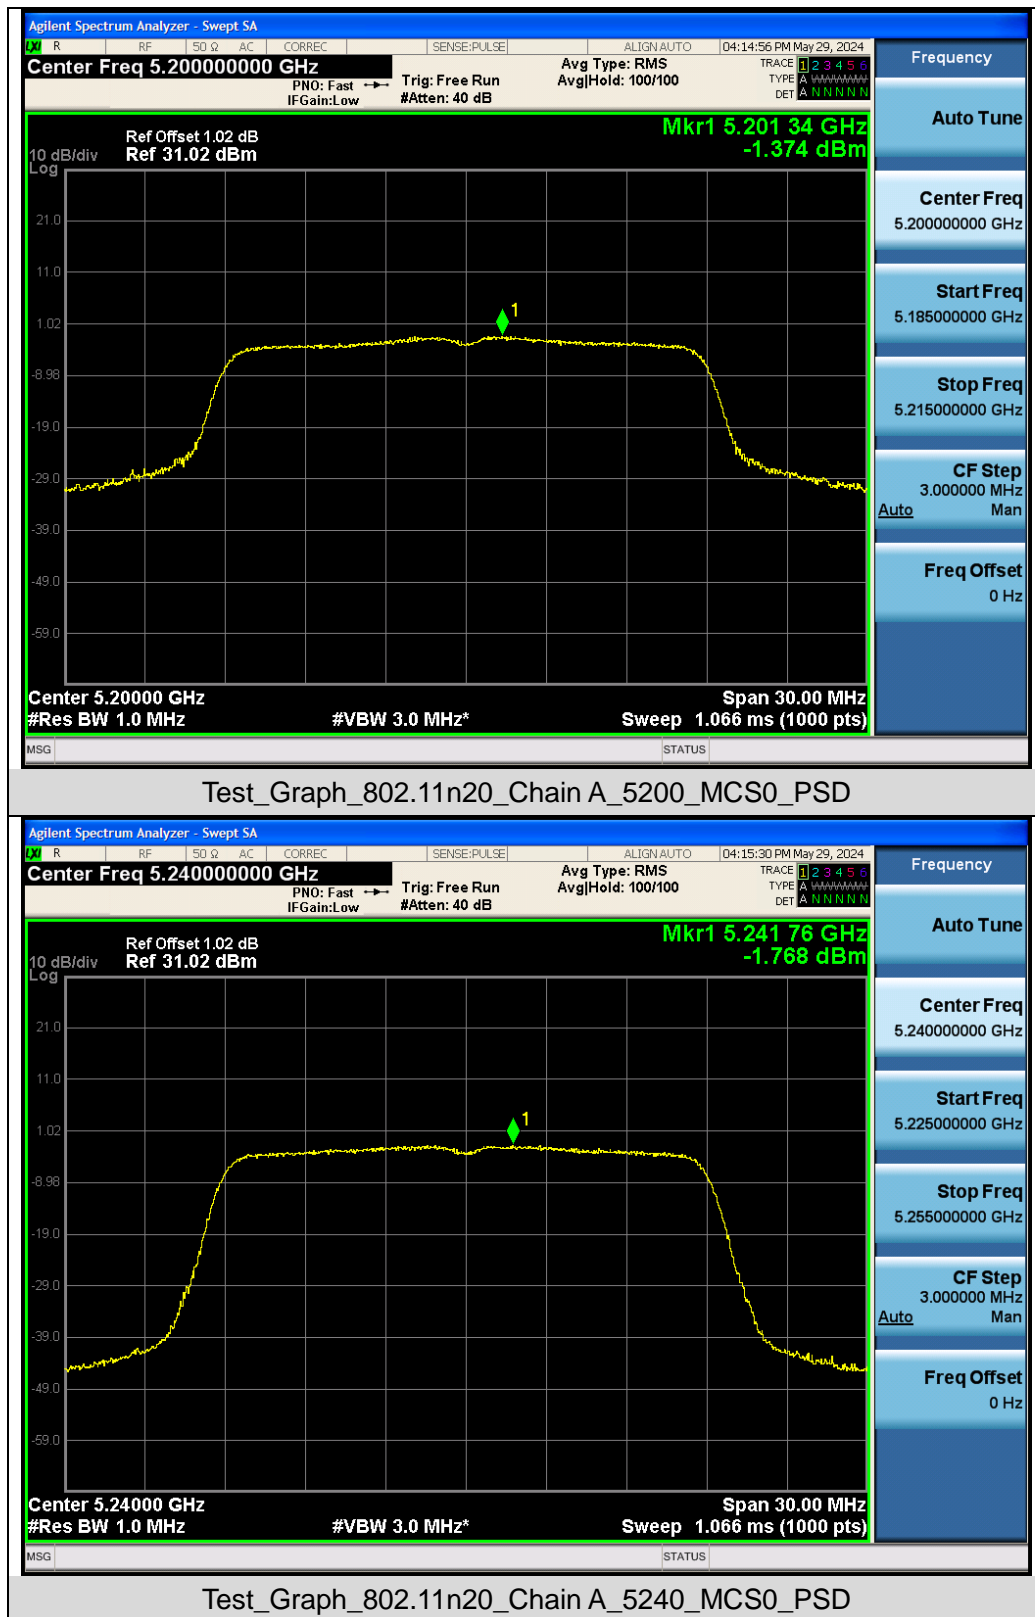 Agilent Spectrum Analyzer - Swept SA
LXI R RF 50 Ω AC CORREC SENSE:PULSE ALIGN AUTO 04:14:56 PM May 29, 2024
Center Freq 5.200000000 GHz
PNO: Fast
IFGain:Low
Trig: Free Run
#Atten: 40 dB
Avg Type: RMS
Avg|Hold: 100/100
TRACE 1 2 3 4 5 6
TYPE A WWWWW
DET A N N N N N
Ref Offset 1.02 dB
10 dB/div Ref 31.02 dBm
Log
Mkr1 5.201 34 GHz
-1.374 dBm
21.0
11.0
1
1.02
-8.98
-19.0
-29.0
-39.0
-49.0
-59.0
Center 5.20000 GHz Span 30.00 MHz
#Res BW 1.0 MHz #VBW 3.0 MHz* Sweep 1.066 ms (1000 pts)
MSG STATUS
Frequency
Auto Tune
Center Freq
5.200000000 GHz
Start Freq
5.185000000 GHz
Stop Freq
5.215000000 GHz
CF Step
3.000000 MHz
Auto Man
Freq Offset
0 Hz
Test_Graph_802.11n20_Chain A_5200_MCS0_PSD
Agilent Spectrum Analyzer - Swept SA
LXI R RF 50 Ω AC CORREC SENSE:PULSE ALIGN AUTO 04:15:30 PM May 29, 2024
Center Freq 5.240000000 GHz
PNO: Fast
IFGain:Low
Trig: Free Run
#Atten: 40 dB
Avg Type: RMS
Avg|Hold: 100/100
TRACE 1 2 3 4 5 6
TYPE A WWWWW
DET A N N N N N
Ref Offset 1.02 dB
10 dB/div Ref 31.02 dBm
Log
Mkr1 5.241 76 GHz
-1.768 dBm
21.0
11.0
1
1.02
-8.98
-19.0
-29.0
-39.0
-49.0
-59.0
Center 5.24000 GHz Span 30.00 MHz
#Res BW 1.0 MHz #VBW 3.0 MHz* Sweep 1.066 ms (1000 pts)
MSG STATUS
Frequency
Auto Tune
Center Freq
5.240000000 GHz
Start Freq
5.225000000 GHz
Stop Freq
5.255000000 GHz
CF Step
3.000000 MHz
Auto Man
Freq Offset
0 Hz
Test_Graph_802.11n20_Chain A_5240_MCS0_PSD